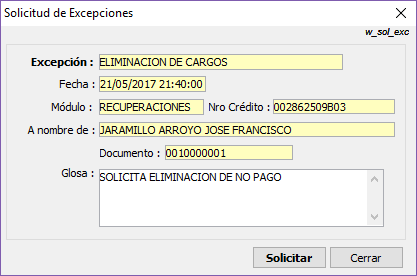 Solicitud de Excepciones
w_sol_exc
Excepción : ELIMINACION DE CARGOS
Fecha : 21/05/2017 21:40:00
Módulo : RECUPERACIONES Nro Crédito : 002862509B03
A nombre de : JARAMILLO ARROYO JOSE FRANCISCO
Documento : 0010000001
Glosa : SOLICITA ELIMINACION DE NO PAGO
Solicitar Cerrar